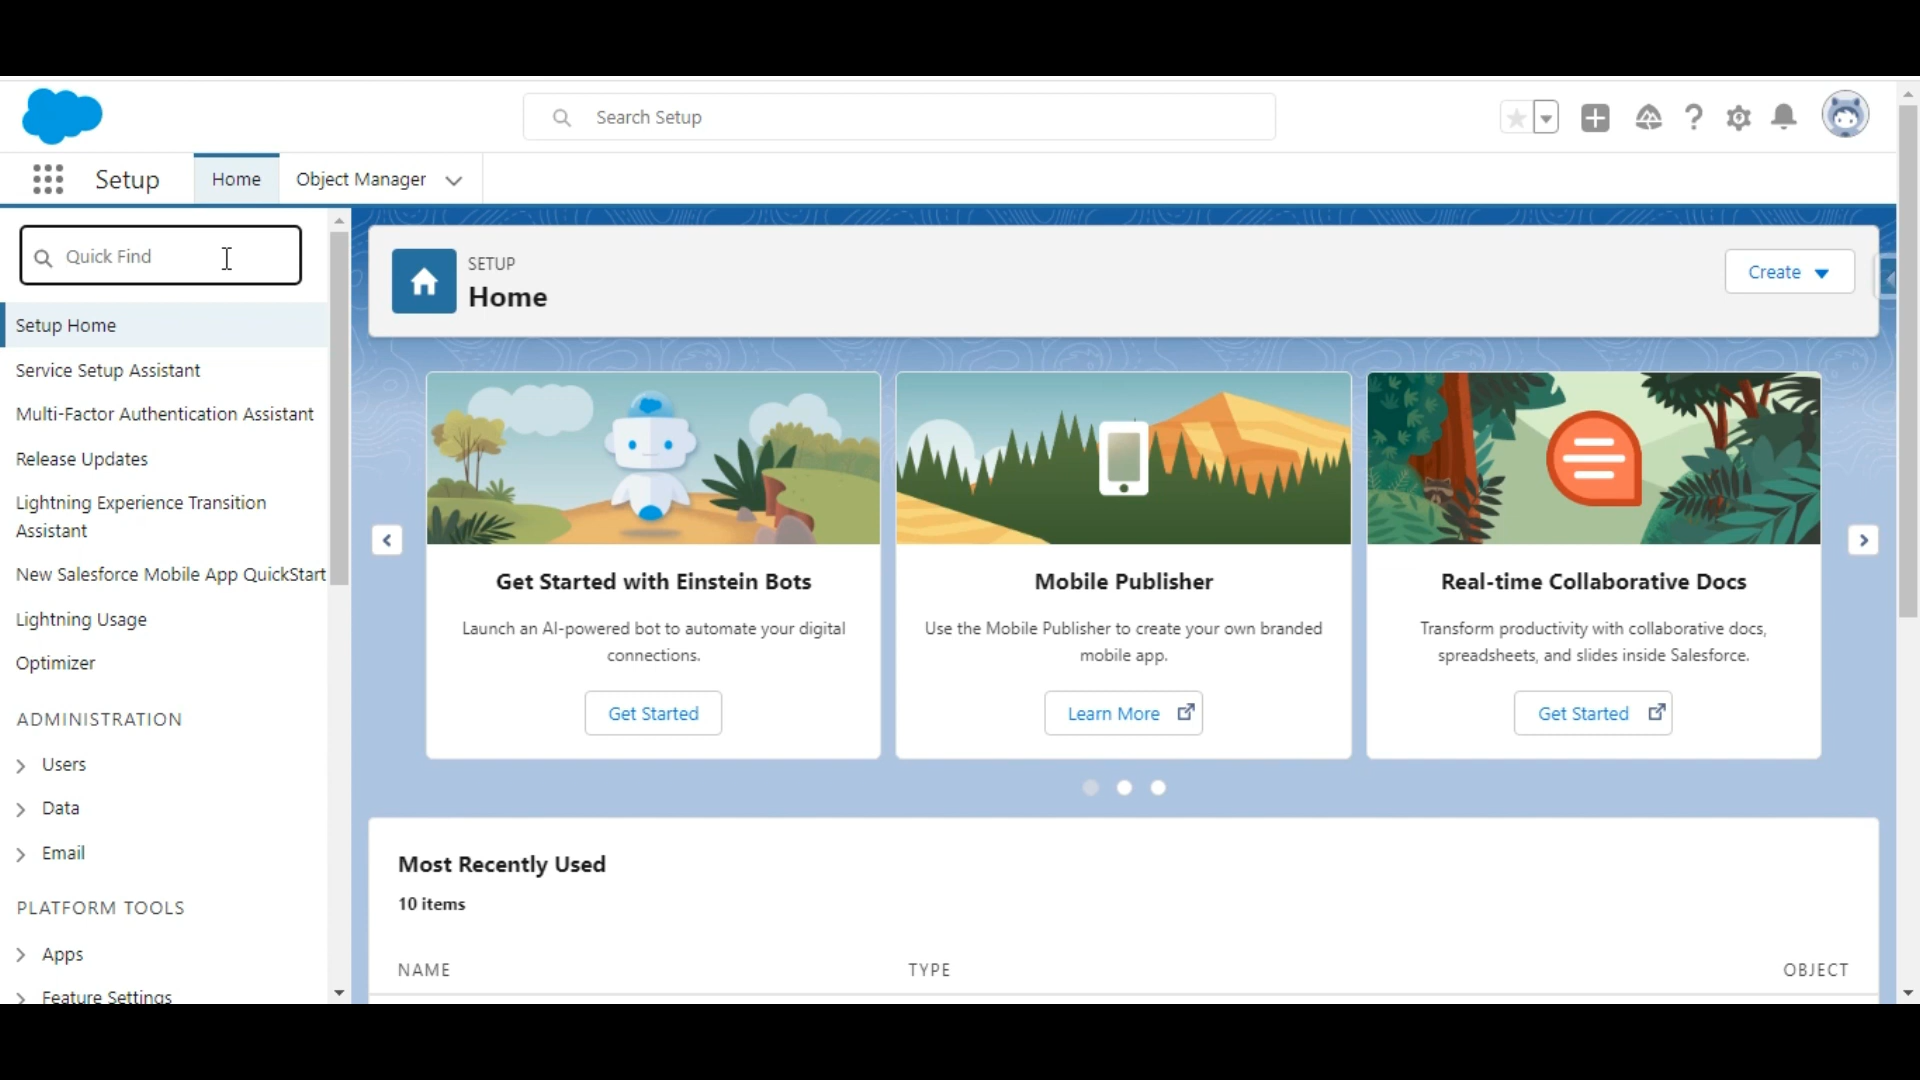 Search Setup
Setup
Home
Object Manager
Quick Find
Setup Home
Service Setup Assistant
Multi-Factor Authentication Assistant
Release Updates
Lightning Experience Transition
Assistant
New Salesforce Mobile App QuickStart
Lightning Usage
Optimizer
ADMINISTRATION
Users
Data
Email
PLATFORM TOOLS
Apps
Feature Settings
SETUP
Home
Create
Get Started with Einstein Bots
Launch an AI-powered bot to automate your digital
connections.
Get Started
Mobile Publisher
Use the Mobile Publisher to create your own branded
mobile app.
Learn More
Real-time Collaborative Docs
Transform productivity with collaborative docs,
spreadsheets, and slides inside Salesforce.
Get Started
Most Recently Used
10 items
NAME
TYPE
OBJECT